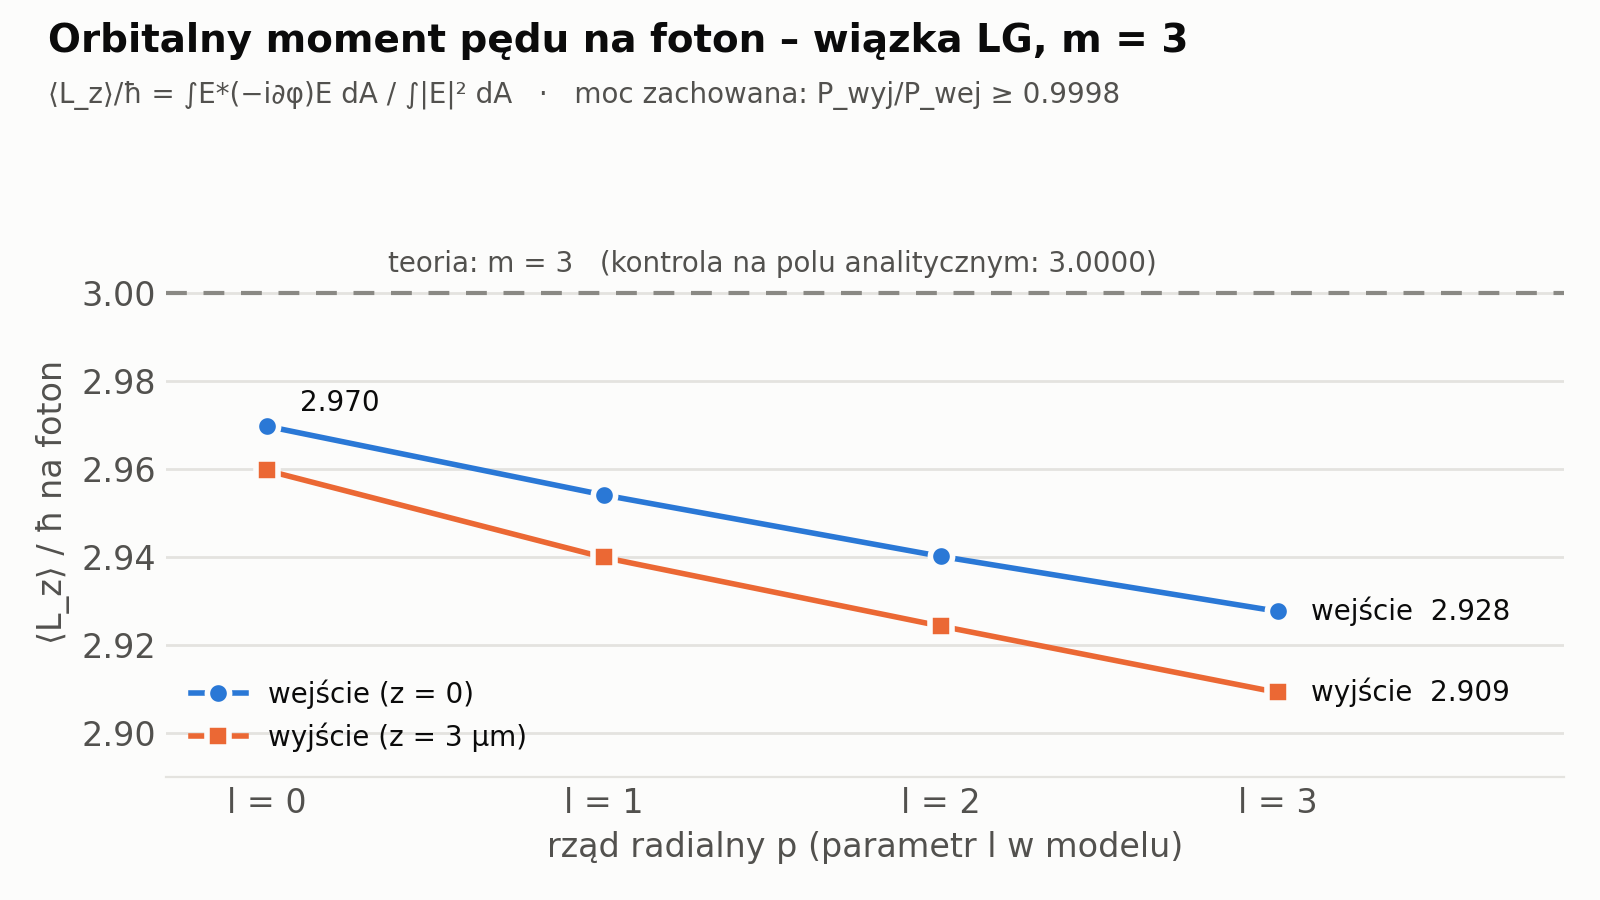 Orbitalny moment pędu na foton – wiązka LG, m = 3
⟨L_z⟩/ħ = ∫E*(−i∂φ)E dA / ∫|E|² dA · moc zachowana: P_wyj/P_wej ≥ 0.9998
teoria: m = 3 (kontrola na polu analitycznym: 3.0000)
3.00
2.98
2.970
2.96
2.94
wejście 2.928
2.92
wyjście 2.909
2.90
⟨L_z⟩ / ħ na foton
wejście (z = 0)
wyjście (z = 3 µm)
l = 0 l = 1 l = 2 l = 3
rząd radialny p (parametr l w modelu)